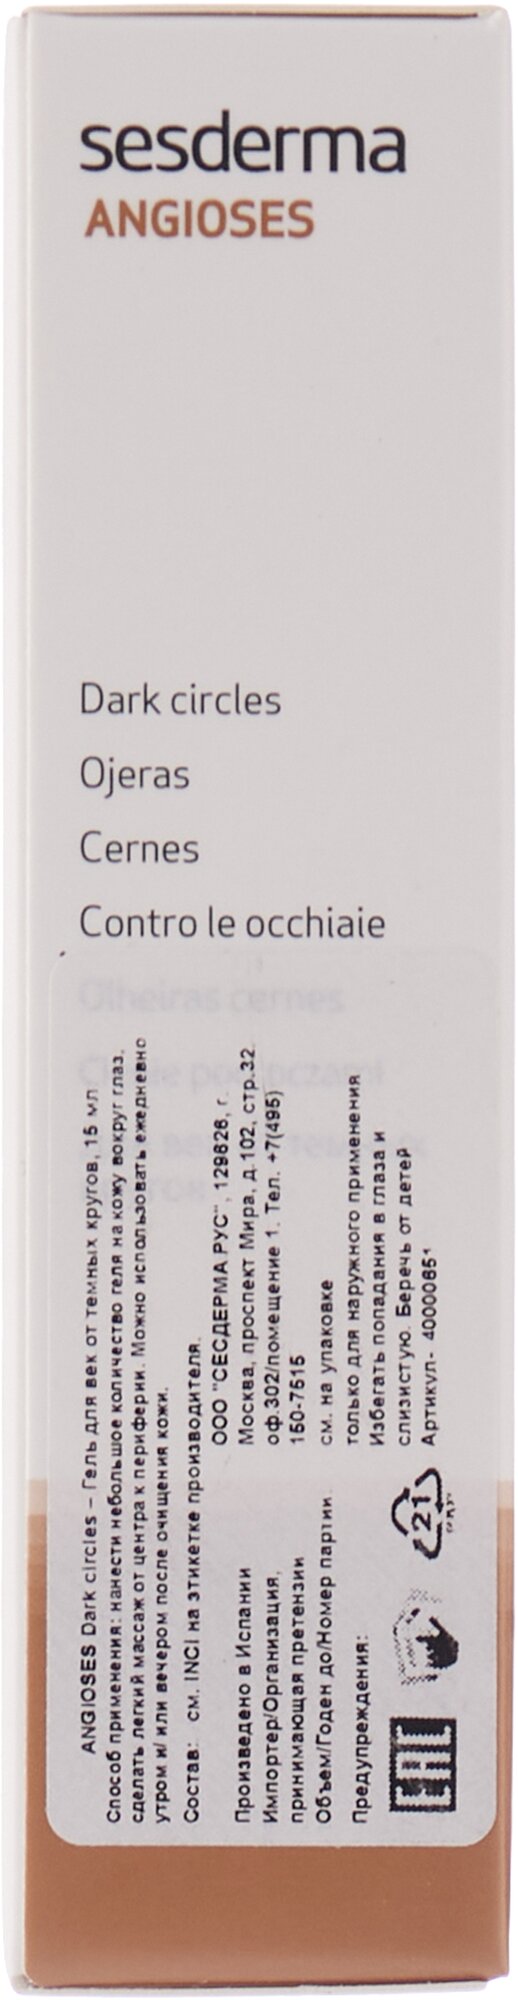 sesderma
ANGIOSES
Dark circles
Ojeras
Cernes
Contro le occhiaie
Olheiras cernes
ANGIOSES Dark circles – Гель для век от темных кругов, 15 мл
Способ применения: нанести небольшое количество геля на кожу вокруг глаз,
сделать легкий массаж от центра к периферии. Можно использовать ежедневно
утром и/ или вечером после очищения кожи.
Состав: см. INCI на этикетке производителя.
Произведено в Испании
Импортер/Организация,
принимающая претензии
ООО "СЕСДЕРМА РУС", 129626, г.
Москва, проспект Мира, д.102, стр.32.
оф.302/помещение 1. Тел. +7(495)
150-7515
Объем/Годен до/Номер партии
см. на упаковке
Предупреждения:
только для наружного применения
Избегать попадания в глаза и
слизистую. Беречь от детей
Артикул- 40000651
EAC
21